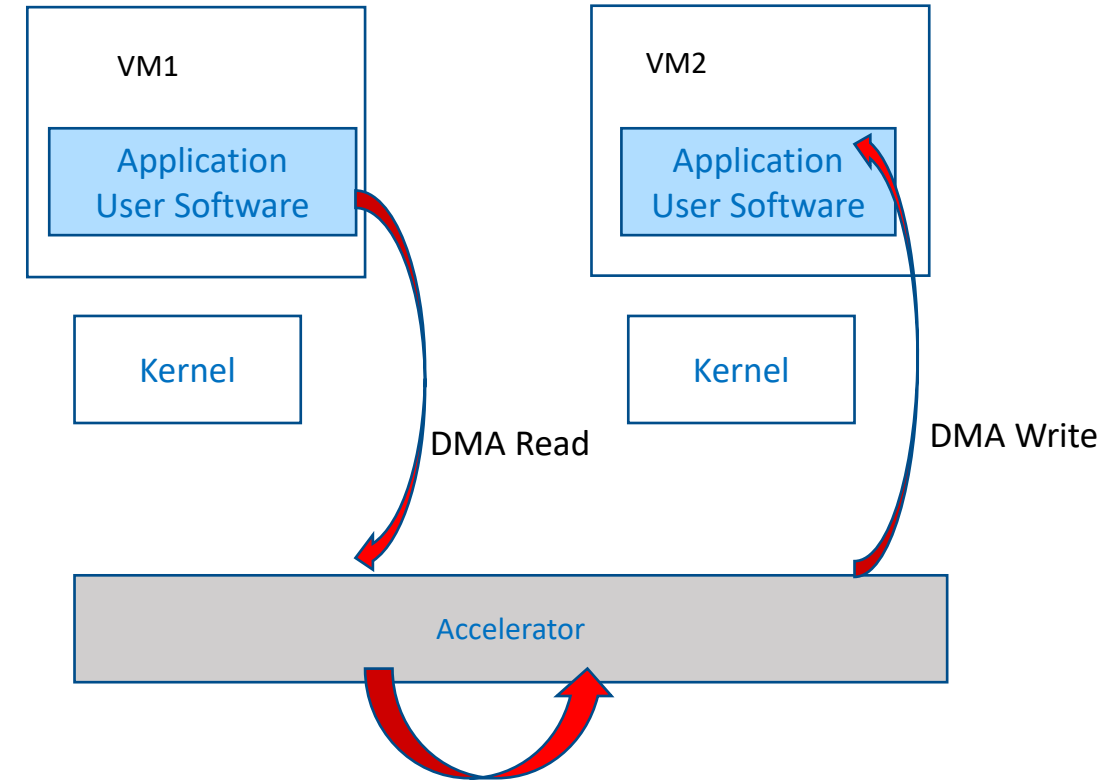 VM1
VM2
Application
User Software
Application
User Software
Kernel
Kernel
DMA Read
DMA Write
Accelerator